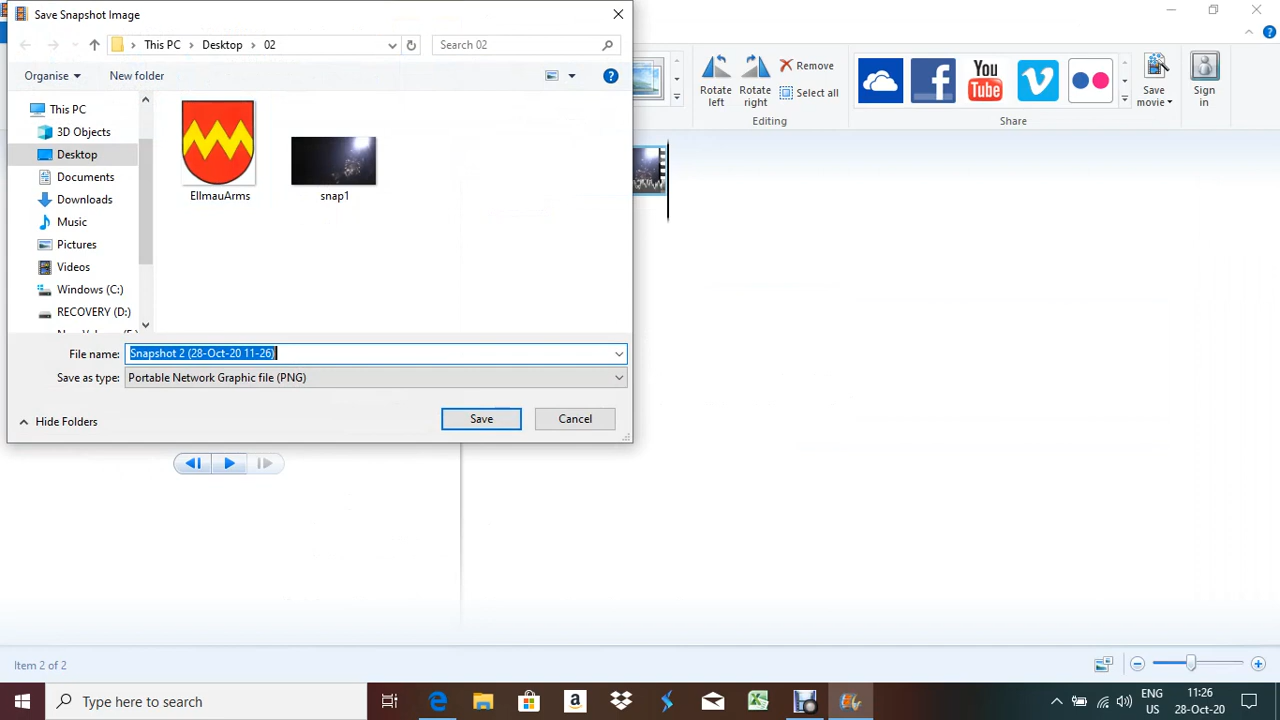 Save Snapshot Image
This PC
Desktop
02
Search 02
Organise
New folder
This PC
3D Objects
Desktop
Documents
Downloads
Music
Pictures
Videos
Windows (C:)
RECOVERY (D:)
EllmauArms
snap1
File name:
Snapshot 2 (28-Oct-20 11-26)
Save as type:
Portable Network Graphic file (PNG)
Hide Folders
Save
Cancel
Rotate left
Rotate right
Remove
Select all
Editing
You Tube
Share
Save movie
Sign in
Item 2 of 2
Type here to search
ENG
US
11:26
28-Oct-20